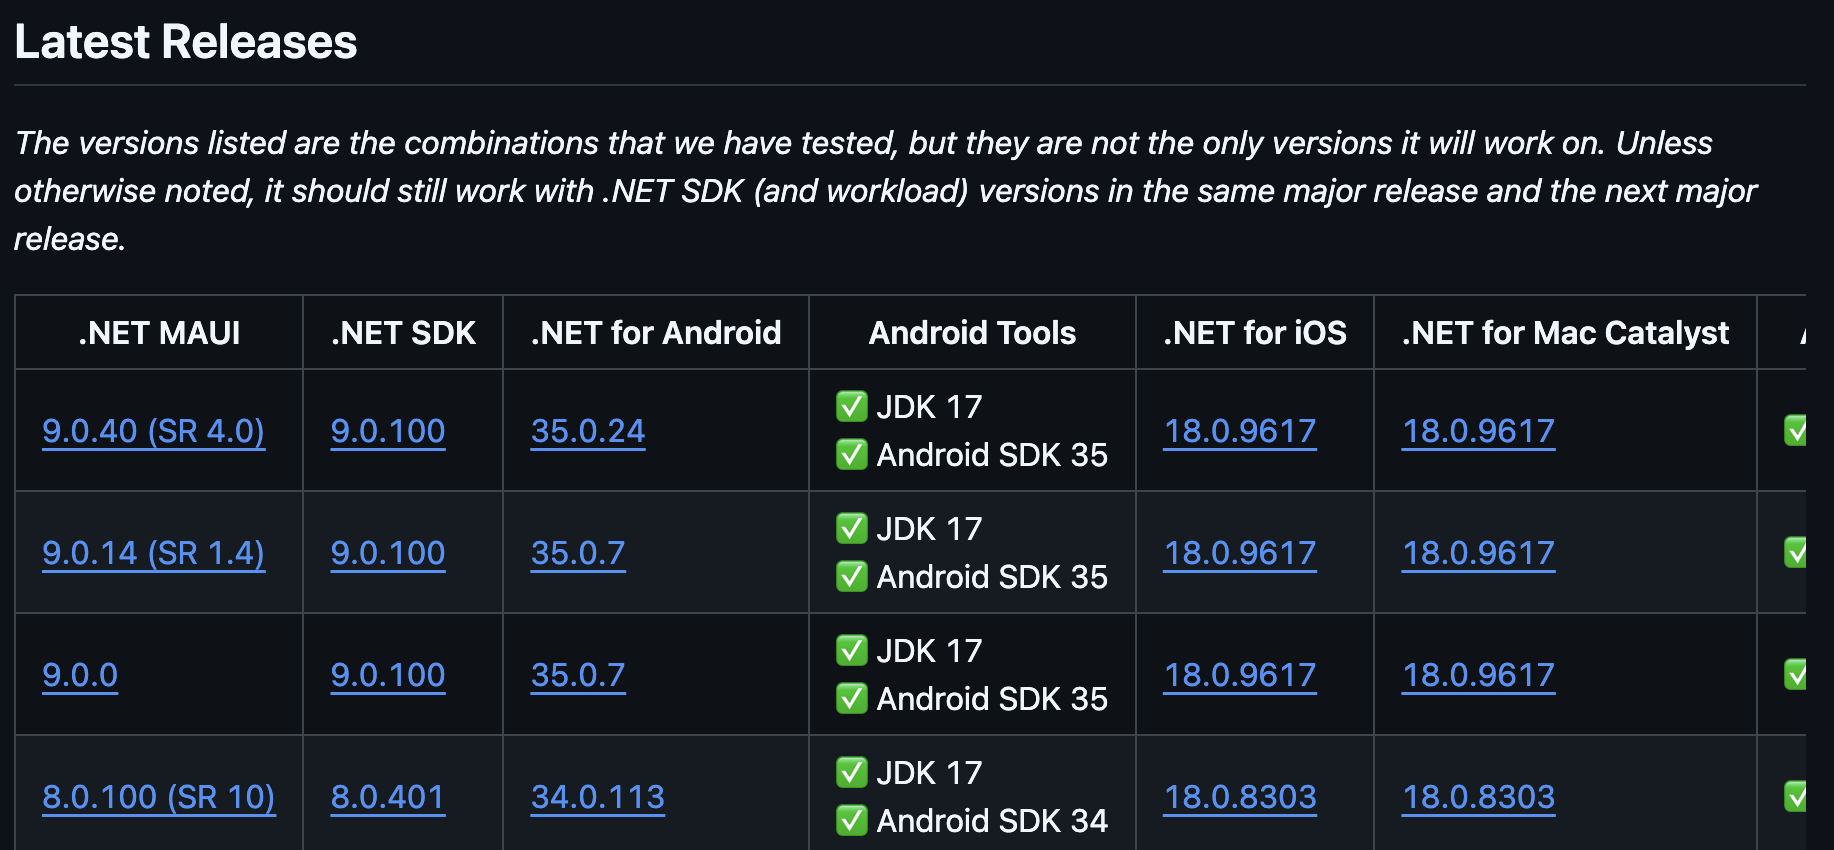 Latest Releases
The versions listed are the combinations that we have tested, but they are not the only versions it will work on. Unless
otherwise noted, it should still work with .NET SDK (and workload) versions in the same major release and the next major
release.
.NET MAUI .NET SDK .NET for Android Android Tools .NET for iOS .NET for Mac Catalyst
9.0.40 (SR 4.0) 9.0.100 35.0.24 ✅ JDK 17 18.0.9617 18.0.9617 ✅
✅ Android SDK 35
9.0.14 (SR 1.4) 9.0.100 35.0.7 ✅ JDK 17 18.0.9617 18.0.9617 ✅
✅ Android SDK 35
9.0.0 9.0.100 35.0.7 ✅ JDK 17 18.0.9617 18.0.9617 ✅
✅ Android SDK 35
8.0.100 (SR 10) 8.0.401 34.0.113 ✅ JDK 17 18.0.8303 18.0.8303 ✅
✅ Android SDK 34